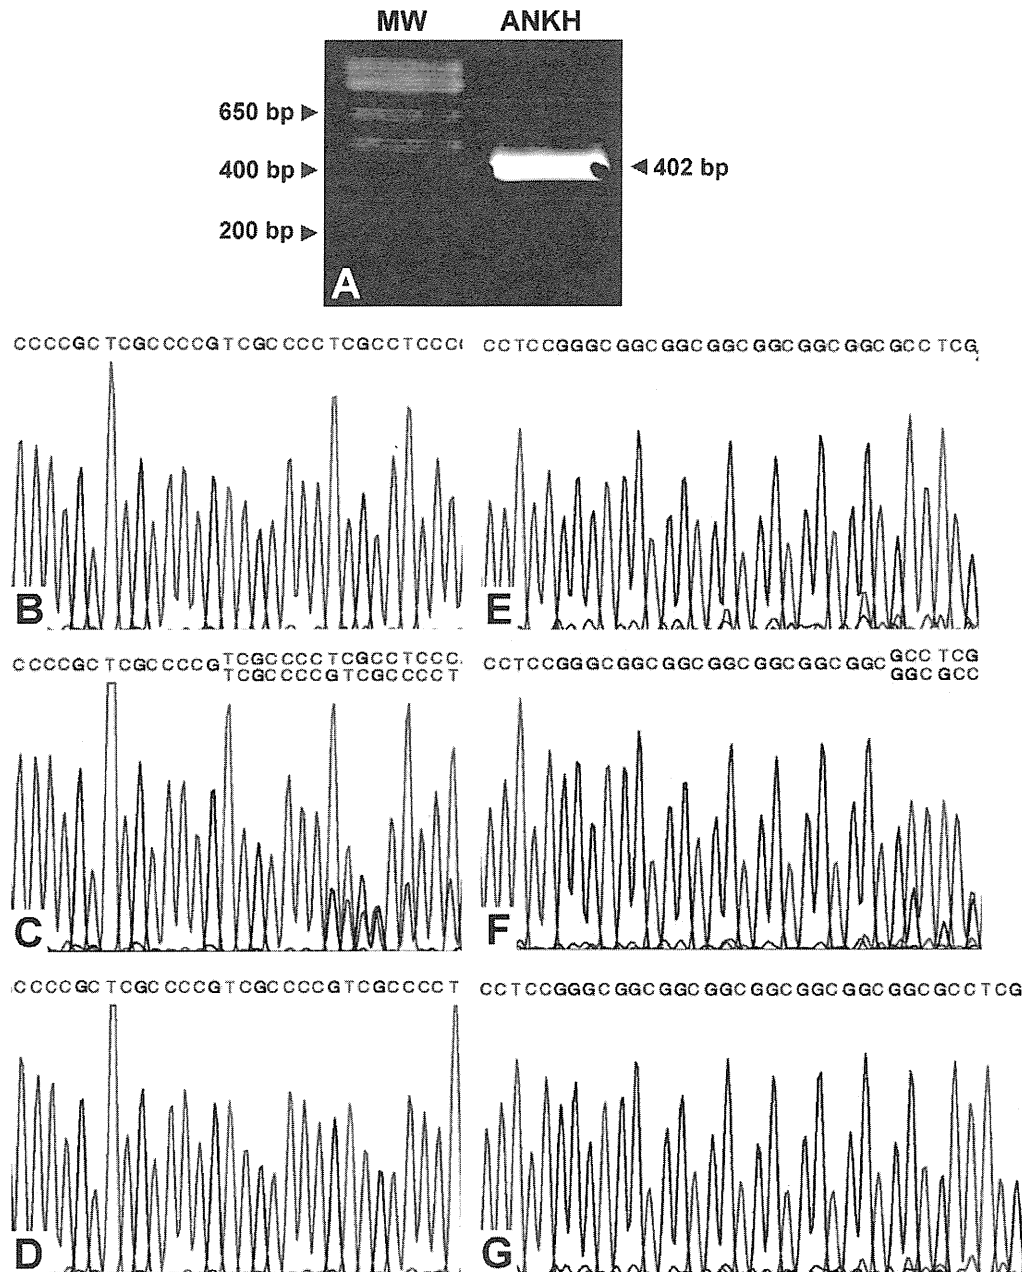 MW ANKH
650 bp
400 bp
402 bp
200 bp
A
CCCCGCTCGCCCCGTCGCCCCTCGCCTCCC
CCTCCGGGCGGCGGCGGCGGCGGCGGCGCCTCG
B
E
CCCCGCTCGCCCCGTCGCCCCTCGCCTCCC
TCGCCCCGTCGCCCCT
CCTCCGGGCGGCGGCGGCGGCGGCGGCGCCTCG
GGCGCC
C
F
CCCCGCTCGCCCCGTCGCCCCGTCGCCCCT
CCTCCGGGCGGCGGCGGCGGCGGCGGCGGCGCCTCG
D
G